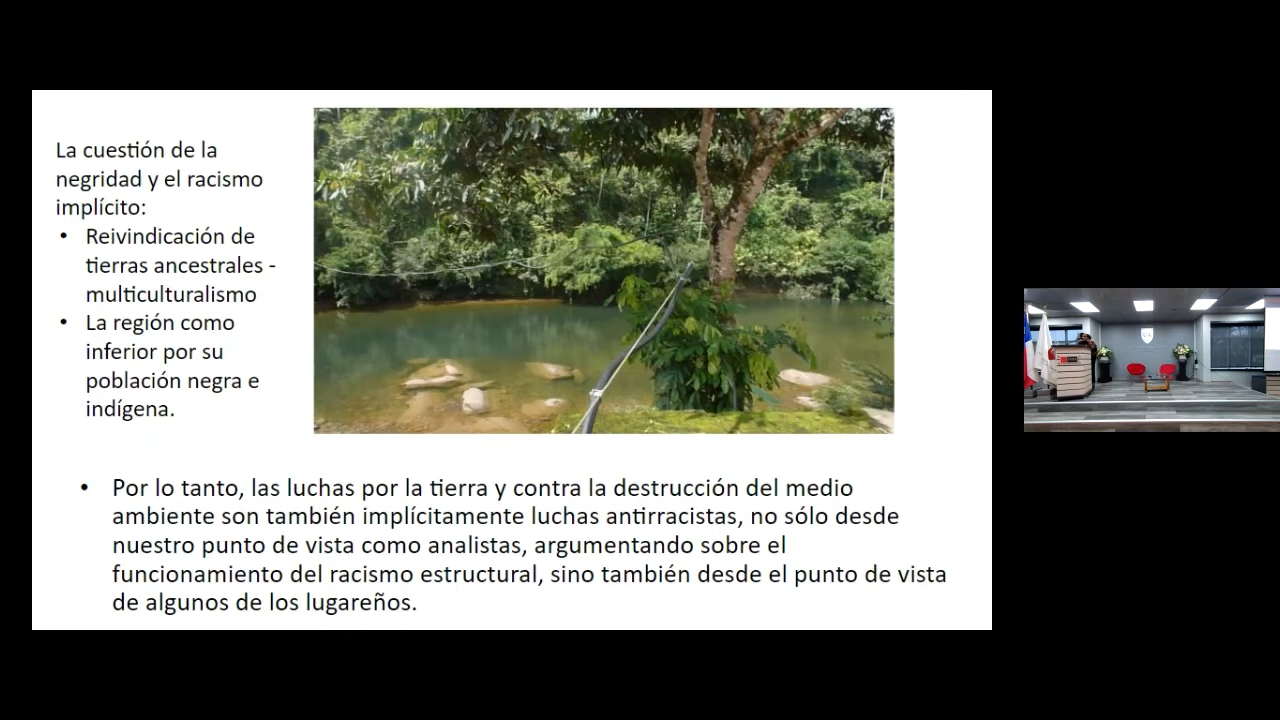 La cuestión de la
negridad y el racismo
implícito:
• Reivindicación de
tierras ancestrales -
multiculturalismo
• La región como
inferior por su
población negra e
indígena.
• Por lo tanto, las luchas por la tierra y contra la destrucción del medio
ambiente son también implícitamente luchas antirracistas, no sólo desde
nuestro punto de vista como analistas, argumentando sobre el
funcionamiento del racismo estructural, sino también desde el punto de vista
de algunos de los lugareños.